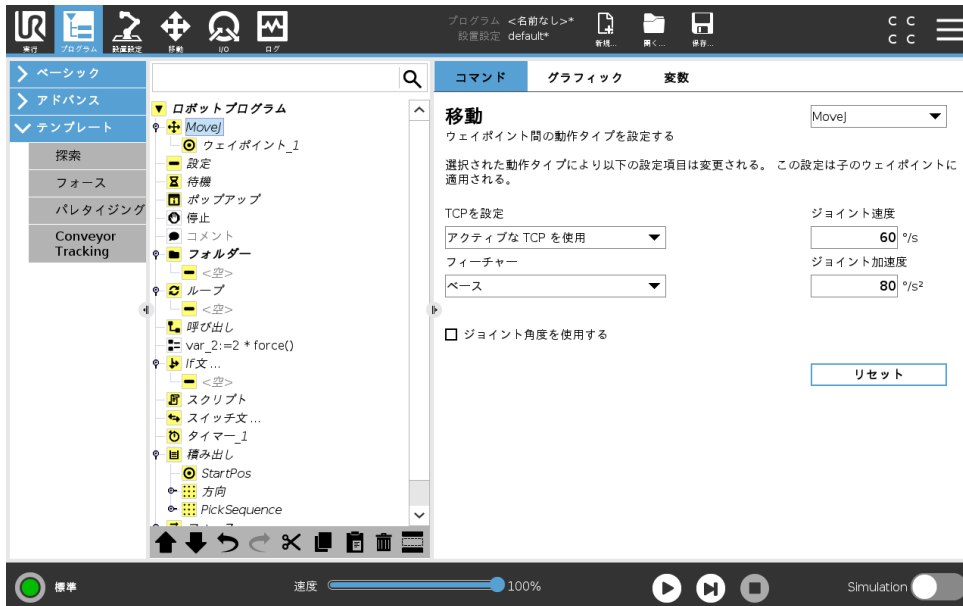 UR
プログラム <名前なし>*
設置設定 default*
C C
C C
実行
プログラム
設置設定
移動
I/O
ログ
新規...
開く...
保存...
ベーシック
アドバンス
テンプレート
探索
フォース
パレタイジング
Conveyor
Tracking
ロボットプログラム
MoveJ
ウェイポイント_1
設定
待機
ポップアップ
停止
コメント
フォルダー
<空>
ループ
<空>
呼び出し
var_2:=2 * force()
If文 ...
<空>
スクリプト
スイッチ文 ...
タイマー_1
積み出し
StartPos
方向
PickSequence
コマンド
グラフィック
変数
移動
MoveJ
ウェイポイント間の動作タイプを設定する
選択された動作タイプにより以下の設定項目は変更される。 この設定は子のウェイポイントに
適用される。
TCPを設定
ジョイント速度
アクティブな TCP を使用
60 °/s
フィーチャー
ジョイント加速度
ベース
80 °/s²
ジョイント角度を使用する
リセット
標準
速度
100%
Simulation